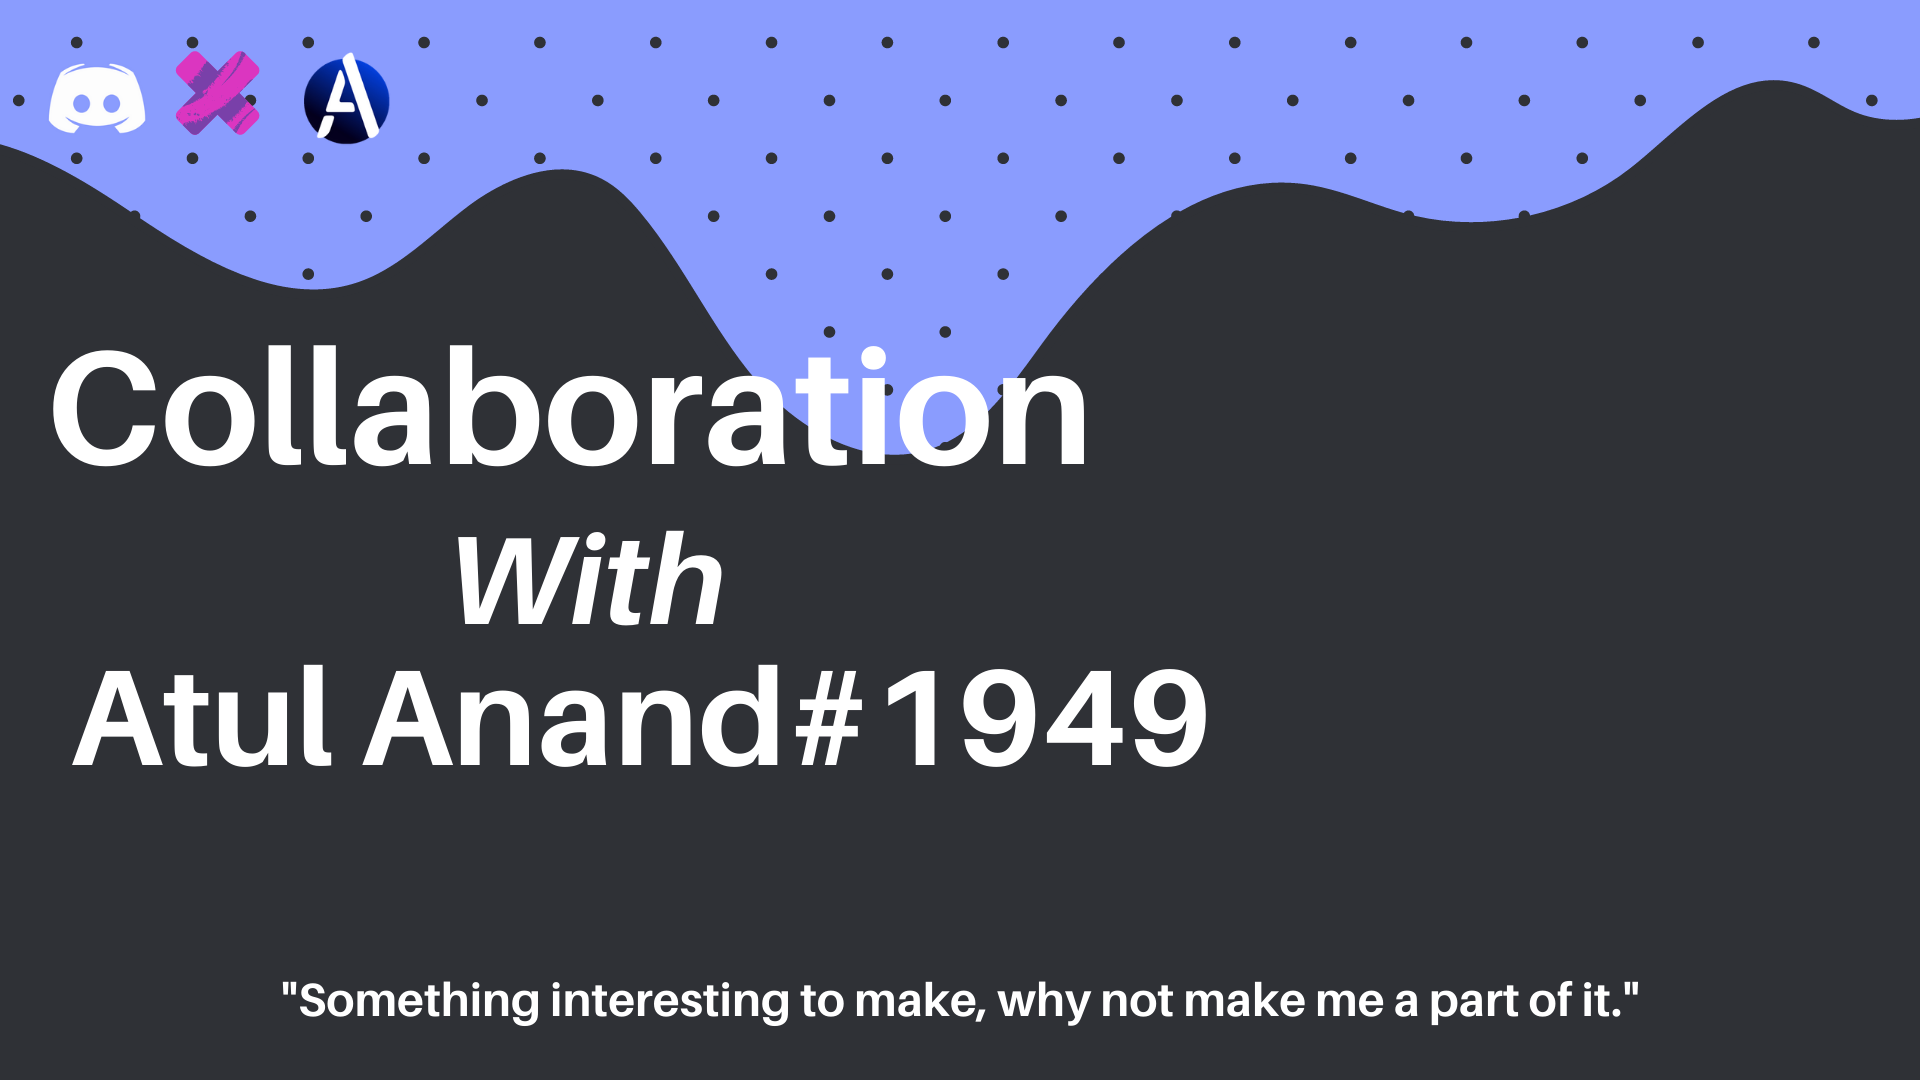 Collaboration
With
Atul Anand#1949
"Something interesting to make, why not make me a part of it."